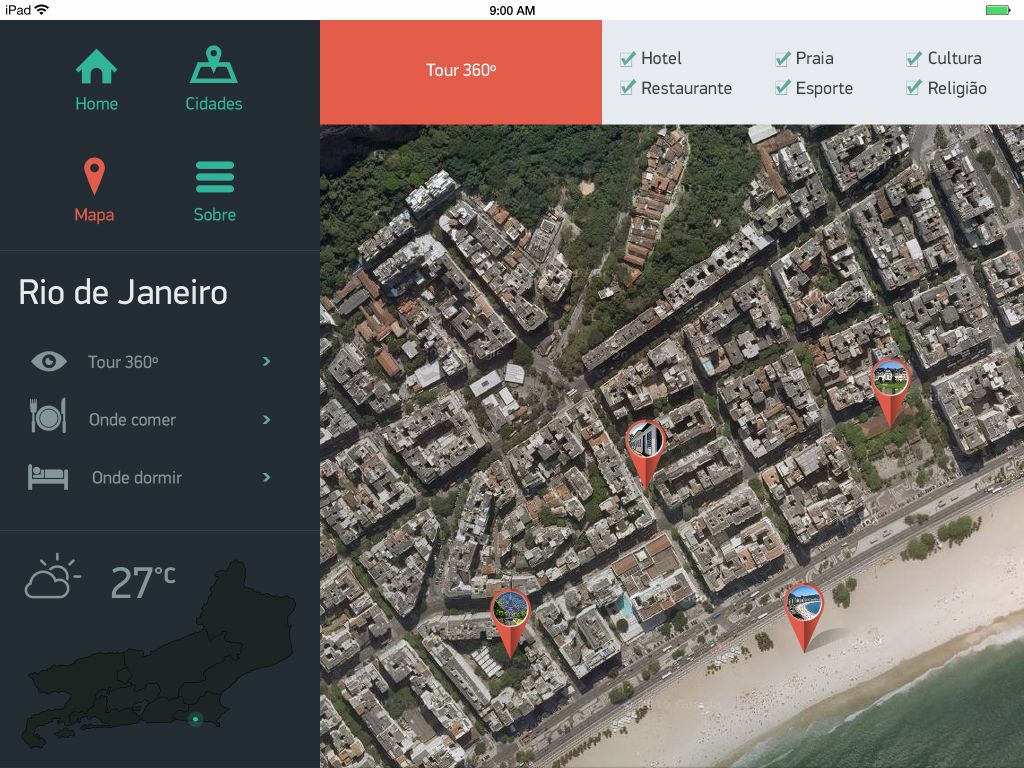 iPad
9:00 AM
Home
Cidades
Mapa
Sobre
Rio de Janeiro
Tour 360º
Onde comer
Onde dormir
27°C
Tour 360º
Hotel
Praia
Cultura
Restaurante
Esporte
Religião